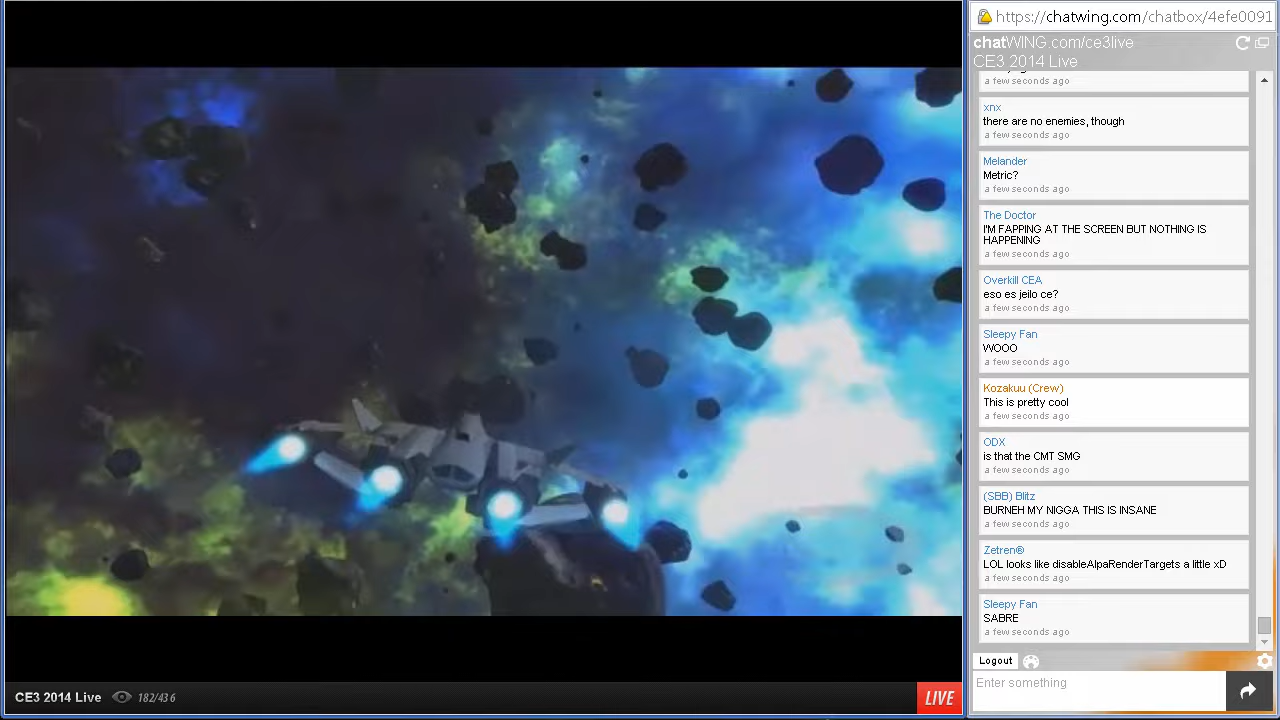 https://chatwing.com/chatbox/4efe0091
chatWING.com/ce3live
CE3 2014 Live
a few seconds ago
xnx
there are no enemies, though
a few seconds ago
Melander
Metric?
a few seconds ago
The Doctor
I'M FAPPING AT THE SCREEN BUT NOTHING IS
HAPPENING
a few seconds ago
Overkill CEA
eso es jeilo ce?
a few seconds ago
Sleepy Fan
WOOO
a few seconds ago
Kozakuu (Crew)
This is pretty cool
a few seconds ago
ODX
is that the CMT SMG
a few seconds ago
(SBB) Blitz
BURNEH MY NIGGA THIS IS INSANE
a few seconds ago
Zetren®
LOL looks like disableAlpaRenderTargets a little xD
a few seconds ago
Sleepy Fan
SABRE
a few seconds ago
Logout
Enter something
CE3 2014 Live 182/436
LIVE